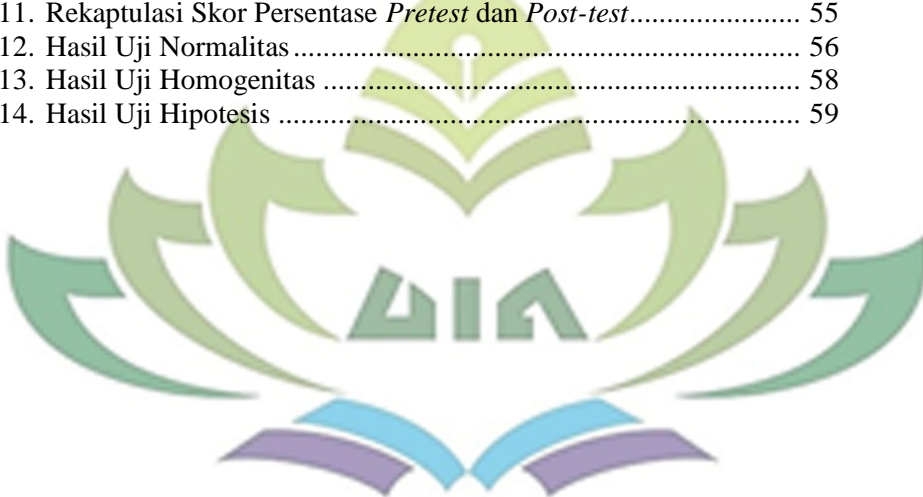 11. Rekaptulasi Skor Persentase Pretest dan Post-test...................... 55
12. Hasil Uji Normalitas........................................................................ 56
13. Hasil Uji Homogenitas .................................................................... 58
14. Hasil Uji Hipotesis .......................................................................... 59
UIN